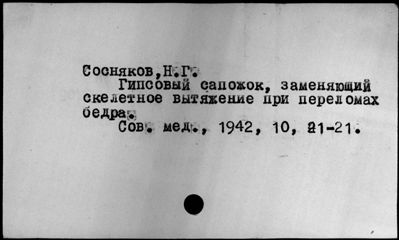 Сосняков,Н.Г.
Гипсовый сапожок, заменяющий
скелетное вытяжение при переломах
бедра.
Сов. мед., 1942, 10, 21-21.